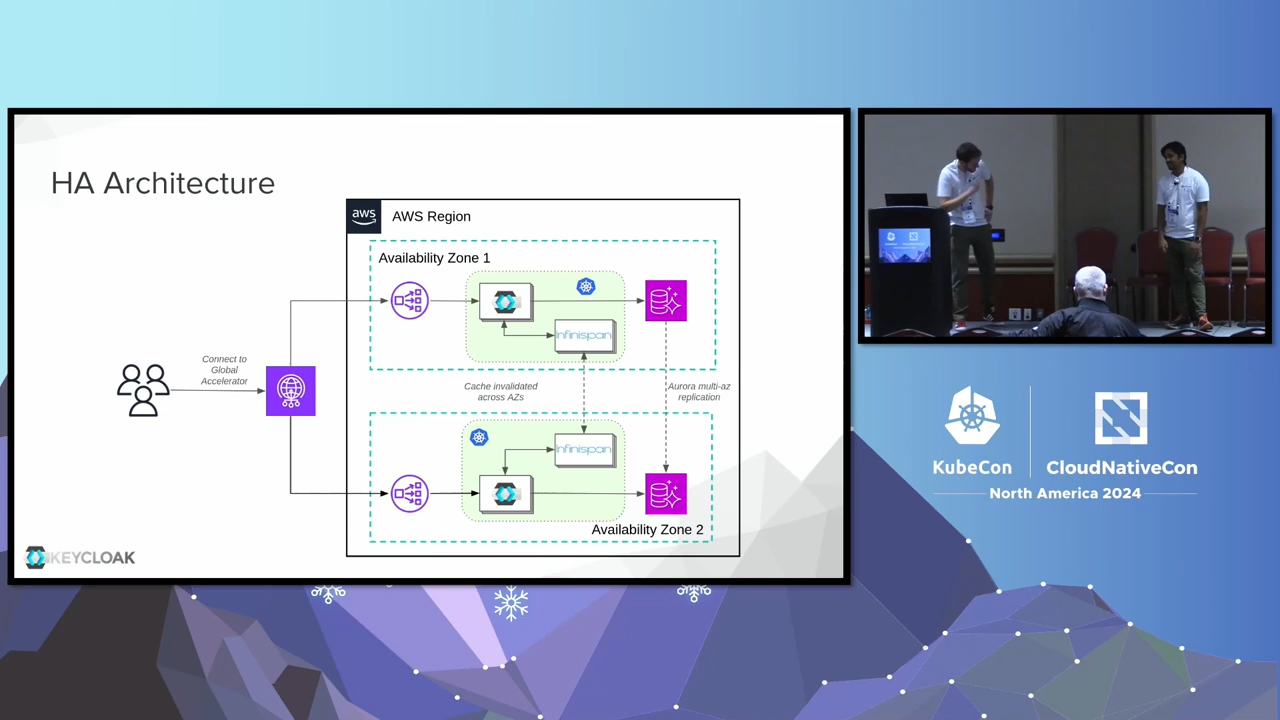 HA Architecture
aws
AWS Region
Availability Zone 1
Infinispan
Connect to
Global
Accelerator
Cache invalidated
across AZs
Aurora multi-az
replication
Infinispan
Availability Zone 2
KEYCLOAK
KubeCon
CloudNativeCon
North America 2024